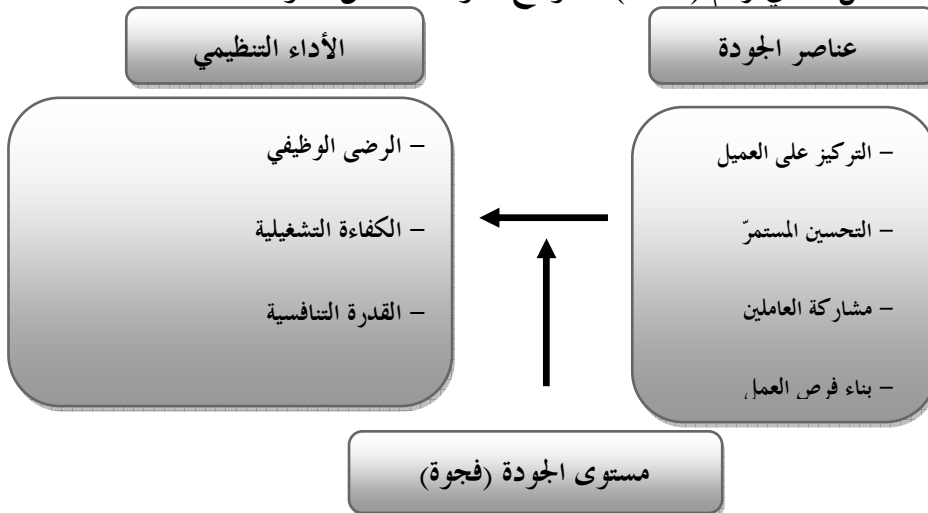 عناصر الجودة
الأداء التنظيمي
– التركيز على العميل
– التحسين المستمرّ
– مشاركة العاملين
– بناء فرص العمل
– الرضى الوظيفي
– الكفاءة التشغيلية
– القدرة التنافسية
مستوى الجودة (فجوة)